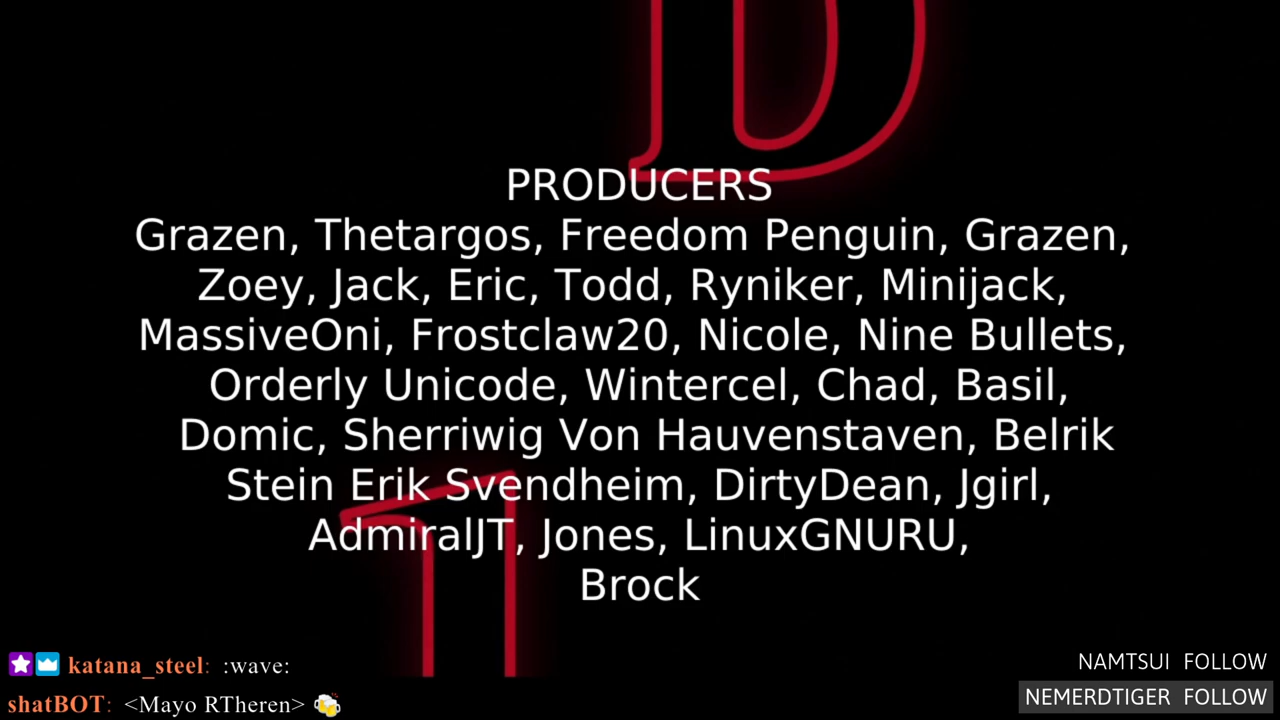 D
PRODUCERS
Grazen, Thetargos, Freedom Penguin, Grazen,
Zoey, Jack, Eric, Todd, Ryniker, Minijack,
MassiveOni, Frostclaw20, Nicole, Nine Bullets,
Orderly Unicode, Wintercel, Chad, Basil,
Domic, Sherriwig Von Hauvenstaven, Belrik
Stein Erik Svendheim, DirtyDean, Jgirl,
AdmiralJT, Jones, LinuxGNURU,
Brock
katana_steel: :wave:
NAMTSUI FOLLOW
shatBOT: <Mayo RTheren> 🍻
NEMERDTIGER FOLLOW